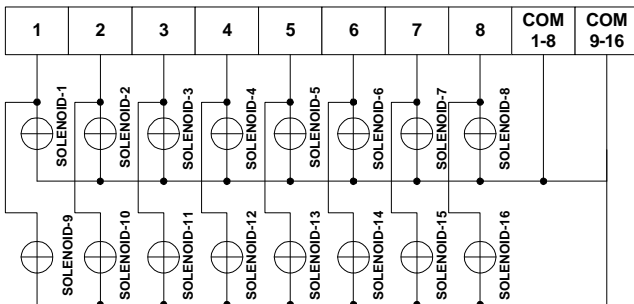 1 2 3 4 5 6 7 8 COM 1-8 COM 9-16
SOLENOID-1
SOLENOID-2
SOLENOID-3
SOLENOID-4
SOLENOID-5
SOLENOID-6
SOLENOID-7
SOLENOID-8
SOLENOID-9
SOLENOID-10
SOLENOID-11
SOLENOID-12
SOLENOID-13
SOLENOID-14
SOLENOID-15
SOLENOID-16